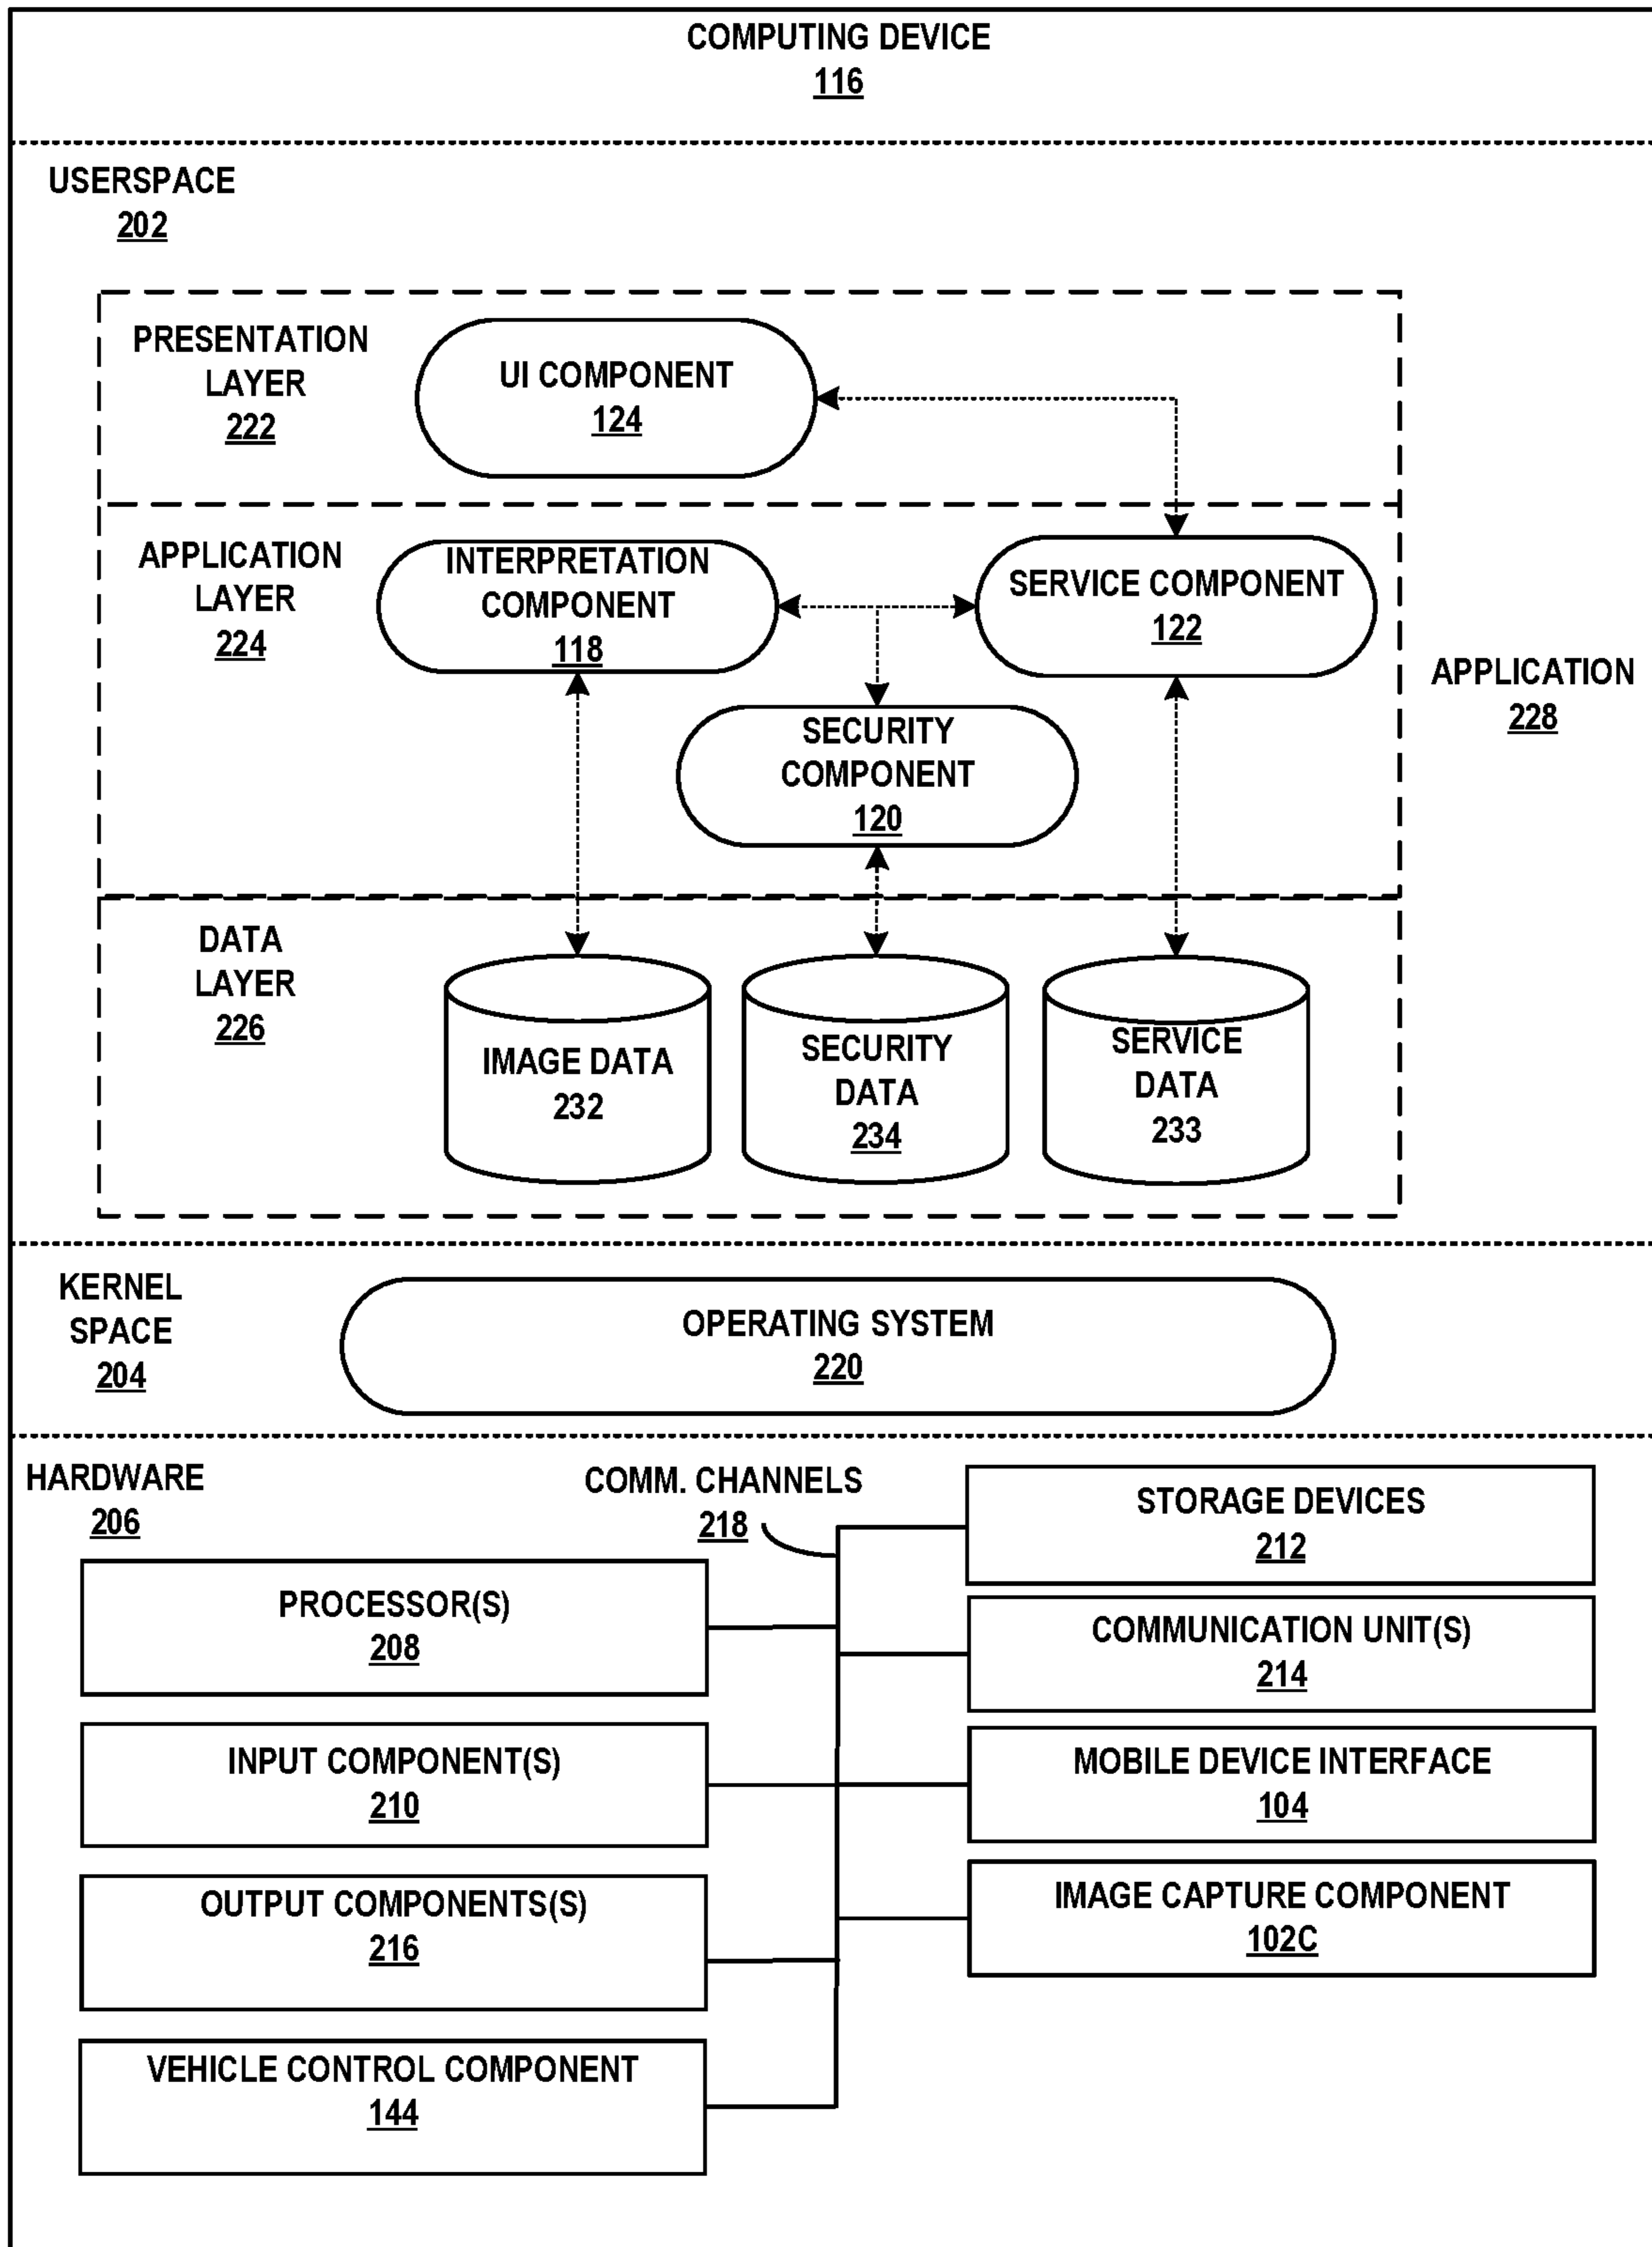 COMPUTING DEVICE
116
USERSPACE
202
PRESENTATION
LAYER
222
UI COMPONENT
124
APPLICATION
LAYER
224
INTERPRETATION
COMPONENT
118
SERVICE COMPONENT
122
SECURITY
COMPONENT
120
APPLICATION
228
DATA
LAYER
226
IMAGE DATA
232
SECURITY
DATA
234
SERVICE
DATA
233
KERNEL
SPACE
204
OPERATING SYSTEM
220
HARDWARE
206
COMM. CHANNELS
218
PROCESSOR(S)
208
INPUT COMPONENT(S)
210
OUTPUT COMPONENTS(S)
216
VEHICLE CONTROL COMPONENT
144
STORAGE DEVICES
212
COMMUNICATION UNIT(S)
214
MOBILE DEVICE INTERFACE
104
IMAGE CAPTURE COMPONENT
102C